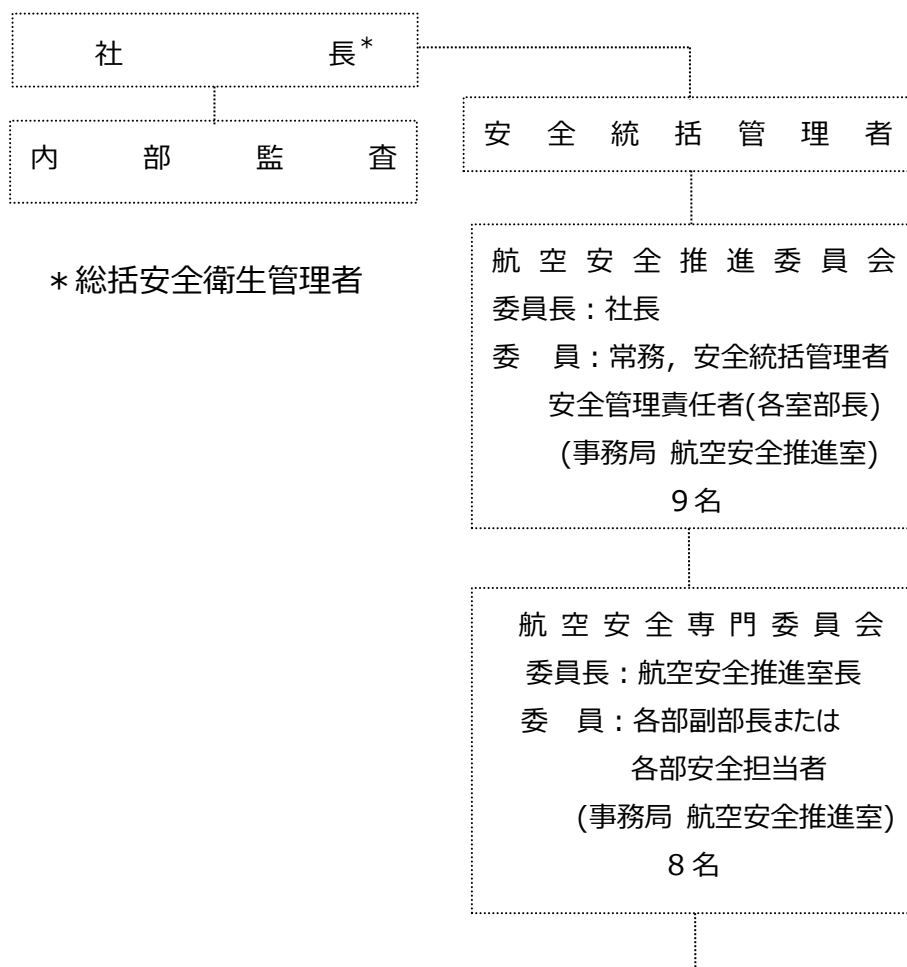 社長*
内部監査
*総括安全衛生管理者
安全統括管理者
航空安全推進委員会
委員長：社長
委　員：常務，安全統括管理者
安全管理責任者(各室部長)
(事務局 航空安全推進室)
9名
航空安全専門委員会
委員長：航空安全推進室長
委　員：各部副部長または
各部安全担当者
(事務局 航空安全推進室)
8名